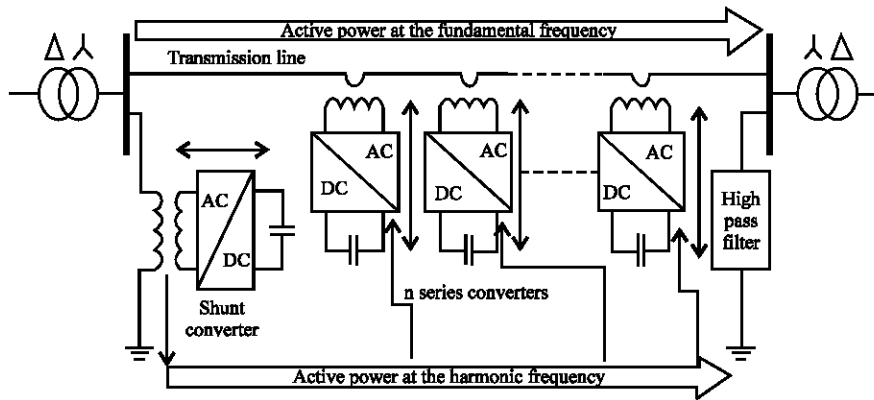 Active power at the fundamental frequency
Δ
Δ
Transmission line
AC
DC
AC
DC
AC
DC
AC
DC
High
pass
filter
Shunt
converter
n series converters
Active power at the harmonic frequency